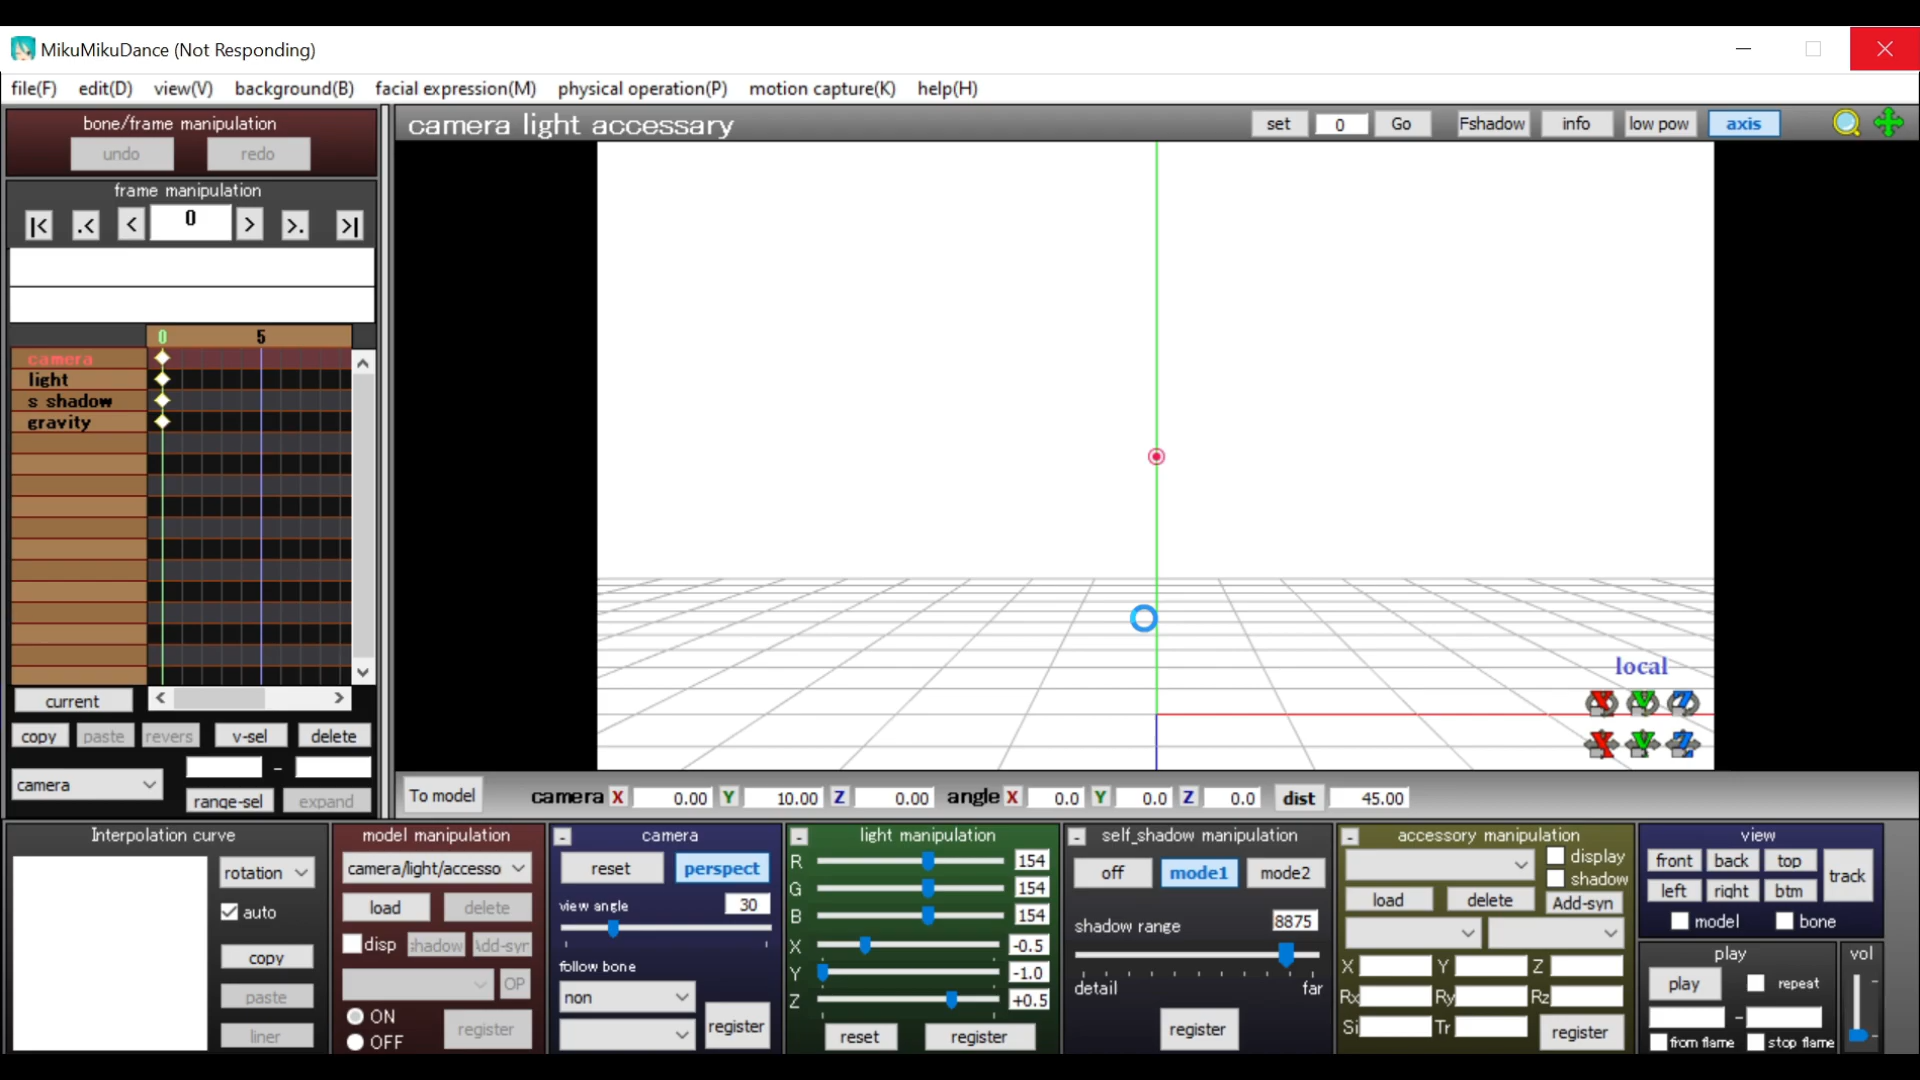 MikuMikuDance (Not Responding)
file(F) edit(D) view(V) background(B) facial expression(M) physical operation(P) motion capture(K) help(H)
bone/frame manipulation
undo redo
camera light accessary
set 0 Go Fshadow info low pow axis
frame manipulation
|< .< < 0 > >. >|
0 5
camera
light
s shadow
gravity
local
X Y Z
X Y Z
current < >
copy paste revers v-sel delete
camera -
range-sel expand
To model camera X 0.00 Y 10.00 Z 0.00 angle X 0.0 Y 0.0 Z 0.0 dist 45.00
Interpolation curve
rotation
auto
copy
paste
liner
model manipulation
camera/light/accesso
load delete
disp shadow Add-syn
OP
ON
OFF
register
- camera
reset perspect
view angle 30
follow bone
non
register
- light manipulation
R 154
G 154
B 154
X -0.5
Y -1.0
Z +0.5
reset register
- self_shadow manipulation
off mode1 mode2
shadow range 8875
detail far
register
- accessory manipulation
display
shadow
load delete Add-syn
X Y Z
Rx Ry Rz
Si Tr register
view
front back top
left right btm
track
model bone
play
play repeat
-
from flame stop flame
vol